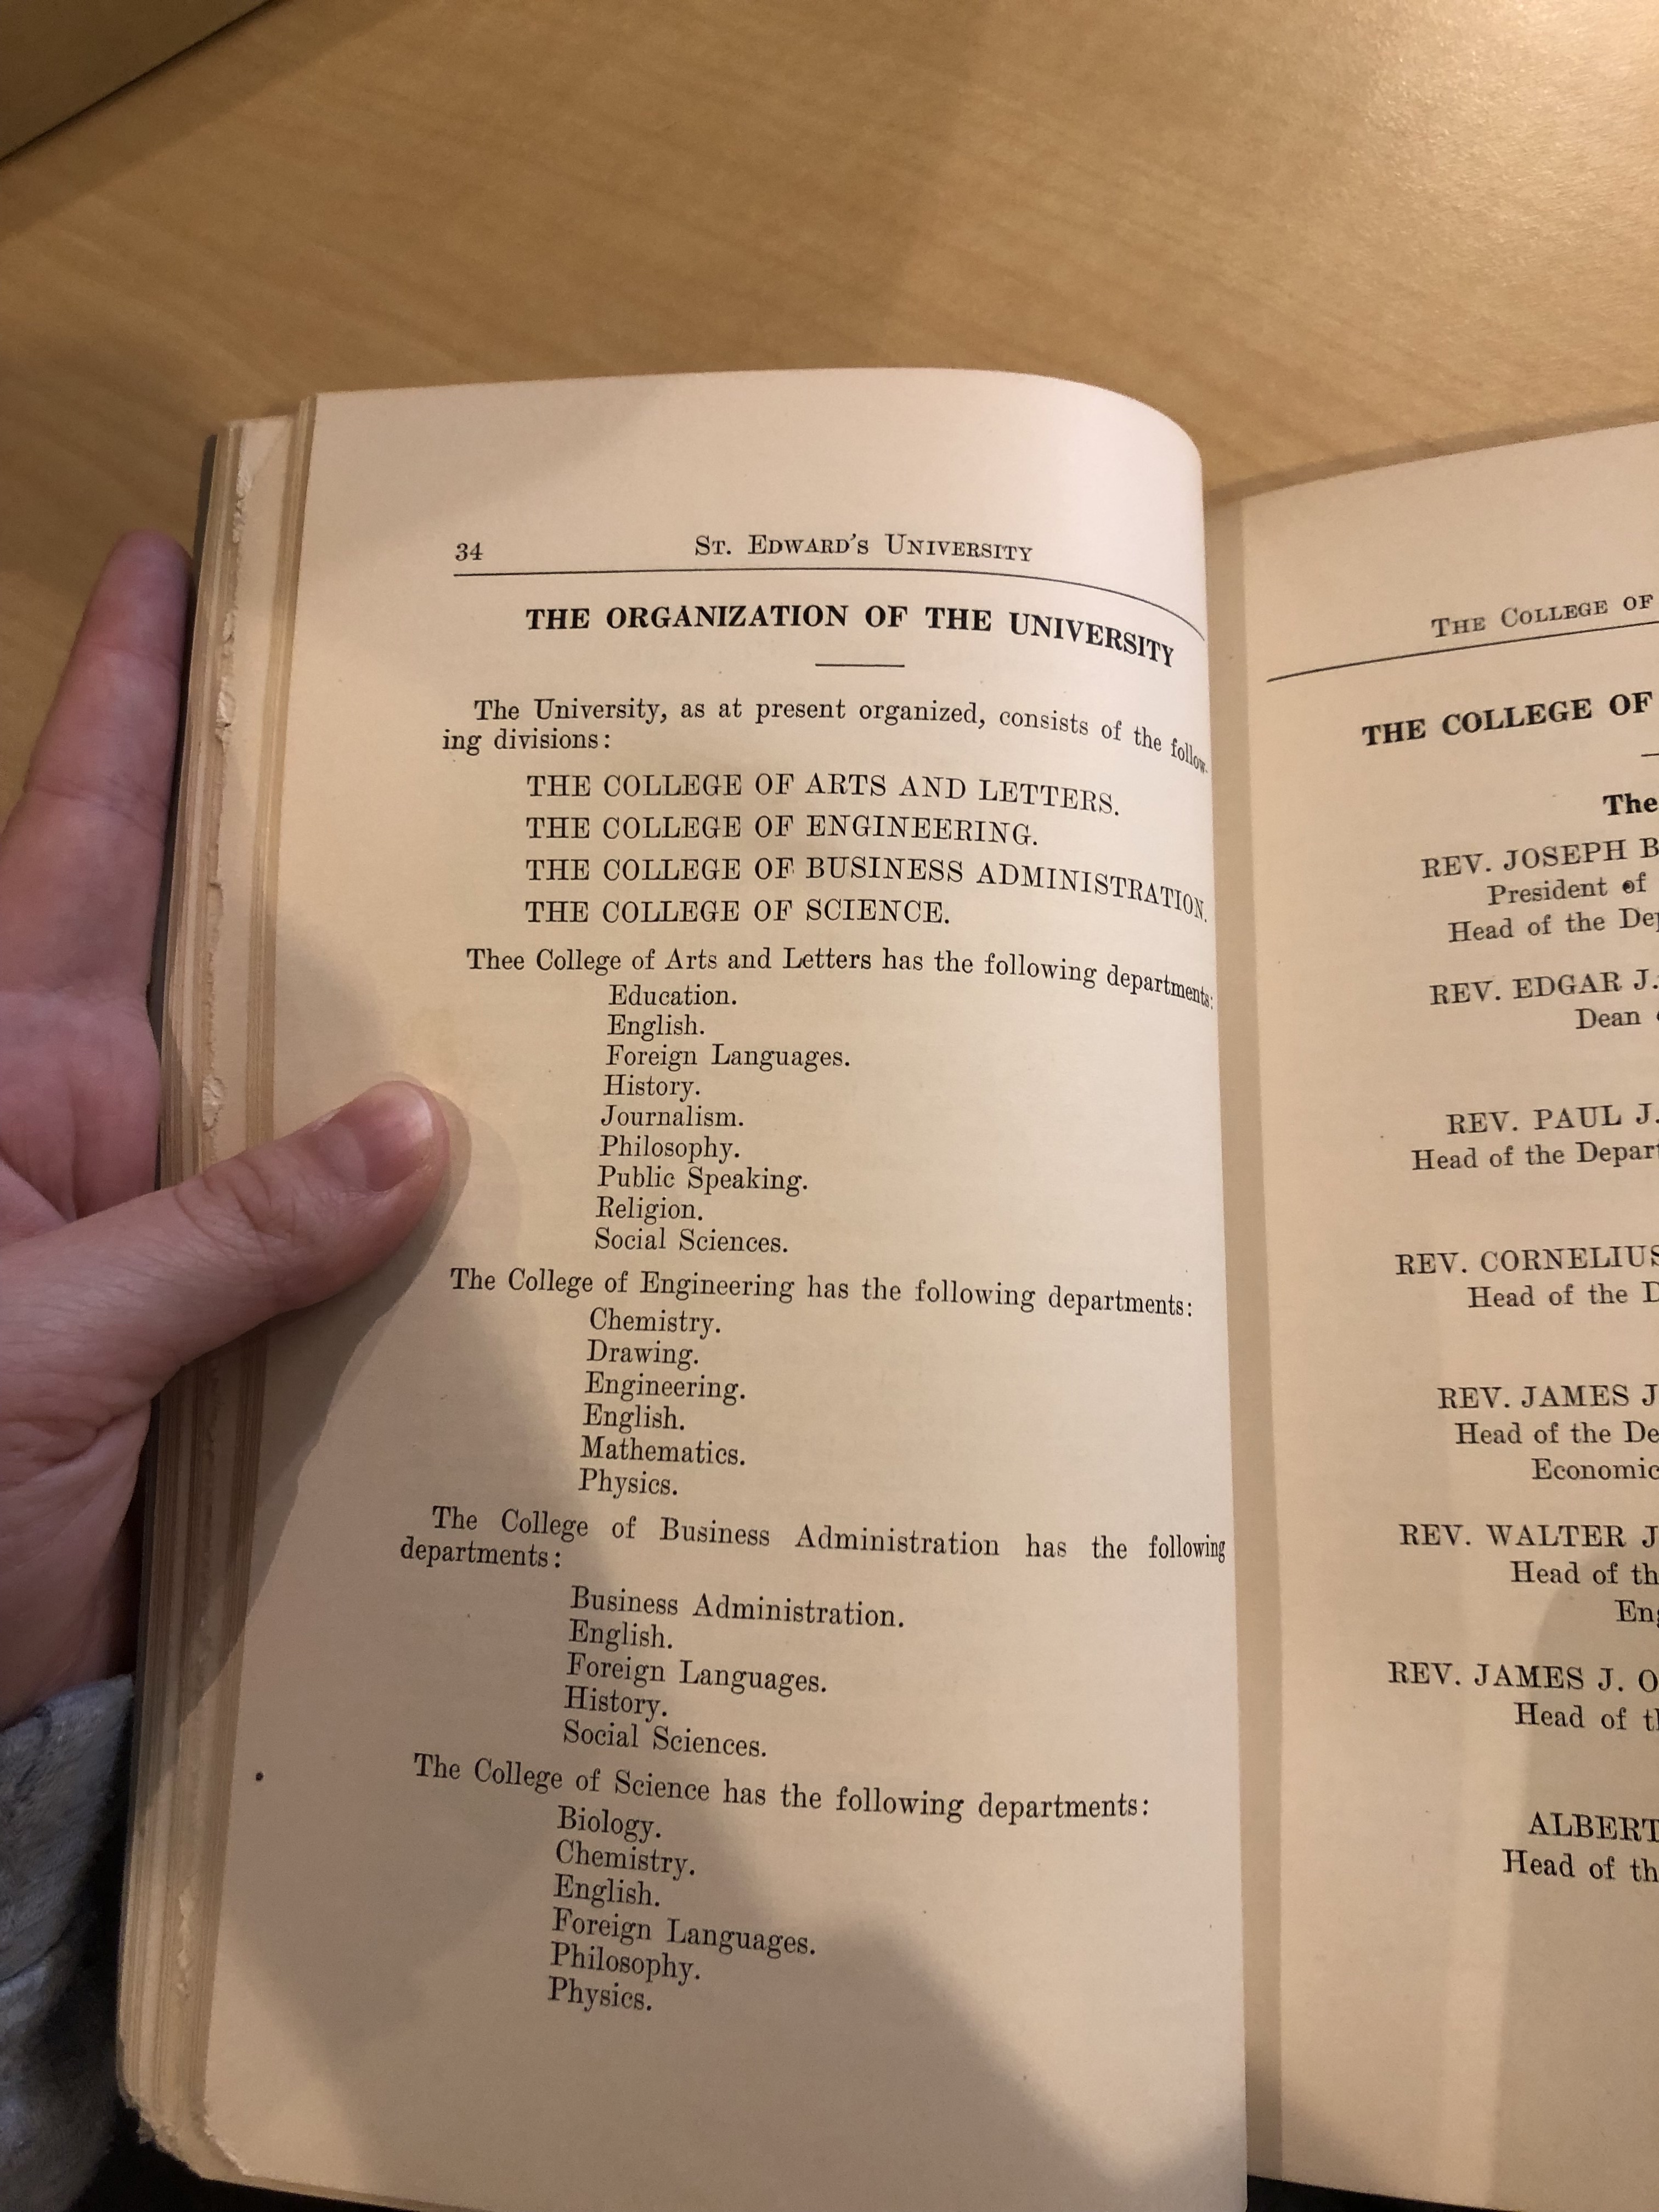 34 St. Edward's University
THE ORGANIZATION OF THE UNIVERSITY
The University, as at present organized, consists of the follow-
ing divisions:
THE COLLEGE OF ARTS AND LETTERS.
THE COLLEGE OF ENGINEERING.
THE COLLEGE OF BUSINESS ADMINISTRATION.
THE COLLEGE OF SCIENCE.
Thee College of Arts and Letters has the following departments:
Education.
English.
Foreign Languages.
History.
Journalism.
Philosophy.
Public Speaking.
Religion.
Social Sciences.
The College of Engineering has the following departments:
Chemistry.
Drawing.
Engineering.
English.
Mathematics.
Physics.
The College of Business Administration has the following
departments:
Business Administration.
English.
Foreign Languages.
History.
Social Sciences.
The College of Science has the following departments:
Biology.
Chemistry.
English.
Foreign Languages.
Philosophy.
Physics.
The College of
THE COLLEGE OF
The
REV. JOSEPH B
President of
Head of the
REV. EDGAR J.
Dean
REV. PAUL J.
Head of the
REV. CORNELIUS
Head of the
REV. JAMES J
Head of the
Economic
REV. WALTER J
Head of
REV. JAMES J. O
Head of
ALBERT
Head of